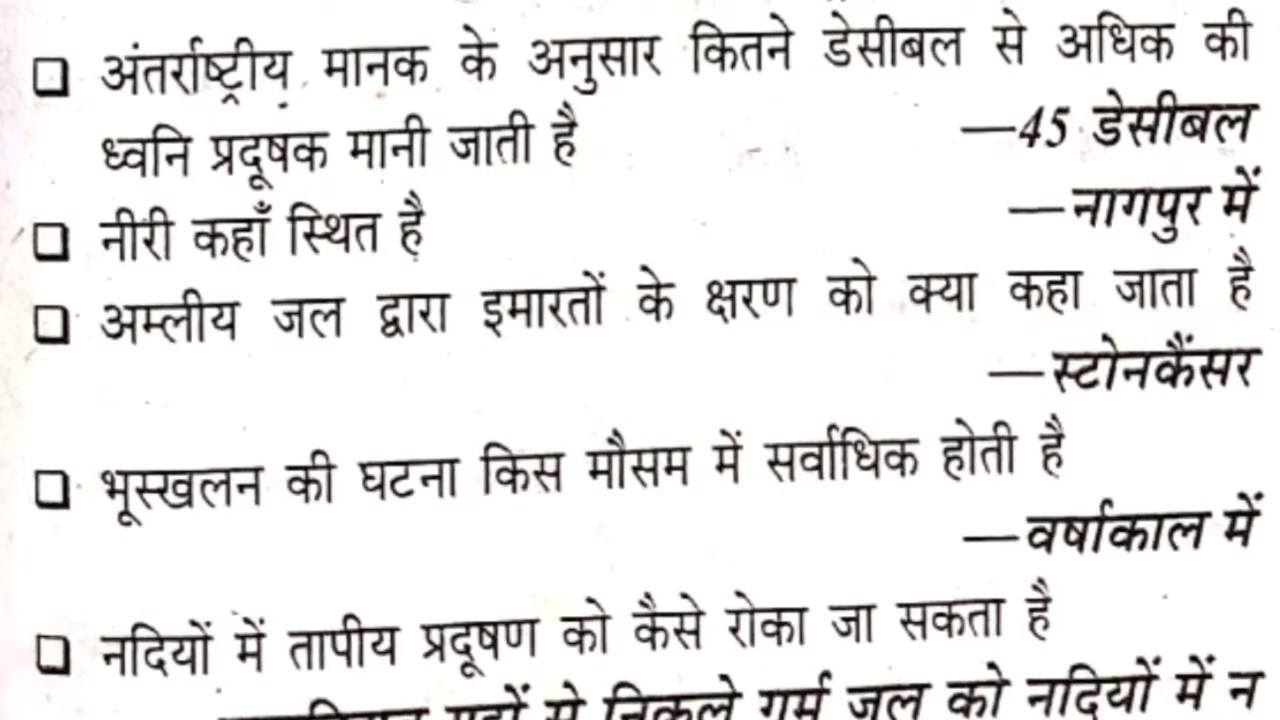 ❑ अंतर्राष्ट्रीय मानक के अनुसार कितने डेसीबल से अधिक की
ध्वनि प्रदूषक मानी जाती है —45 डेसीबल
❑ नीरी कहाँ स्थित है —नागपुर में
❑ अम्लीय जल द्वारा इमारतों के क्षरण को क्या कहा जाता है
—स्टोनकैंसर
❑ भूस्खलन की घटना किस मौसम में सर्वाधिक होती है
—वर्षाकाल में
❑ नदियों में तापीय प्रदूषण को कैसे रोका जा सकता है
से निकले गर्म जल को नदियों में न